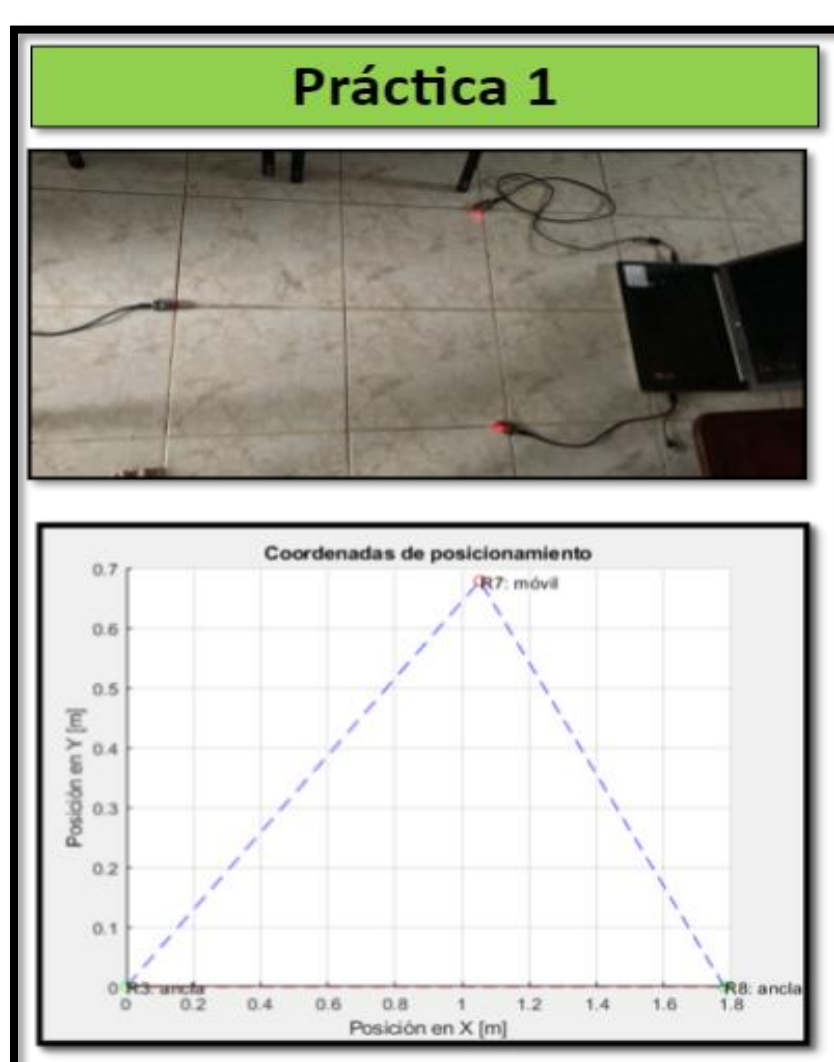 Práctica 1
Coordenadas de posicionamiento
0.7
R7: móvil
0.6
0.5
0.4
0.3
0.2
0.1
0
R3: ancla
R8: ancla
0 0.2 0.4 0.6 0.8 1 1.2 1.4 1.6 1.8
Posición en Y [m]
Posición en X [m]